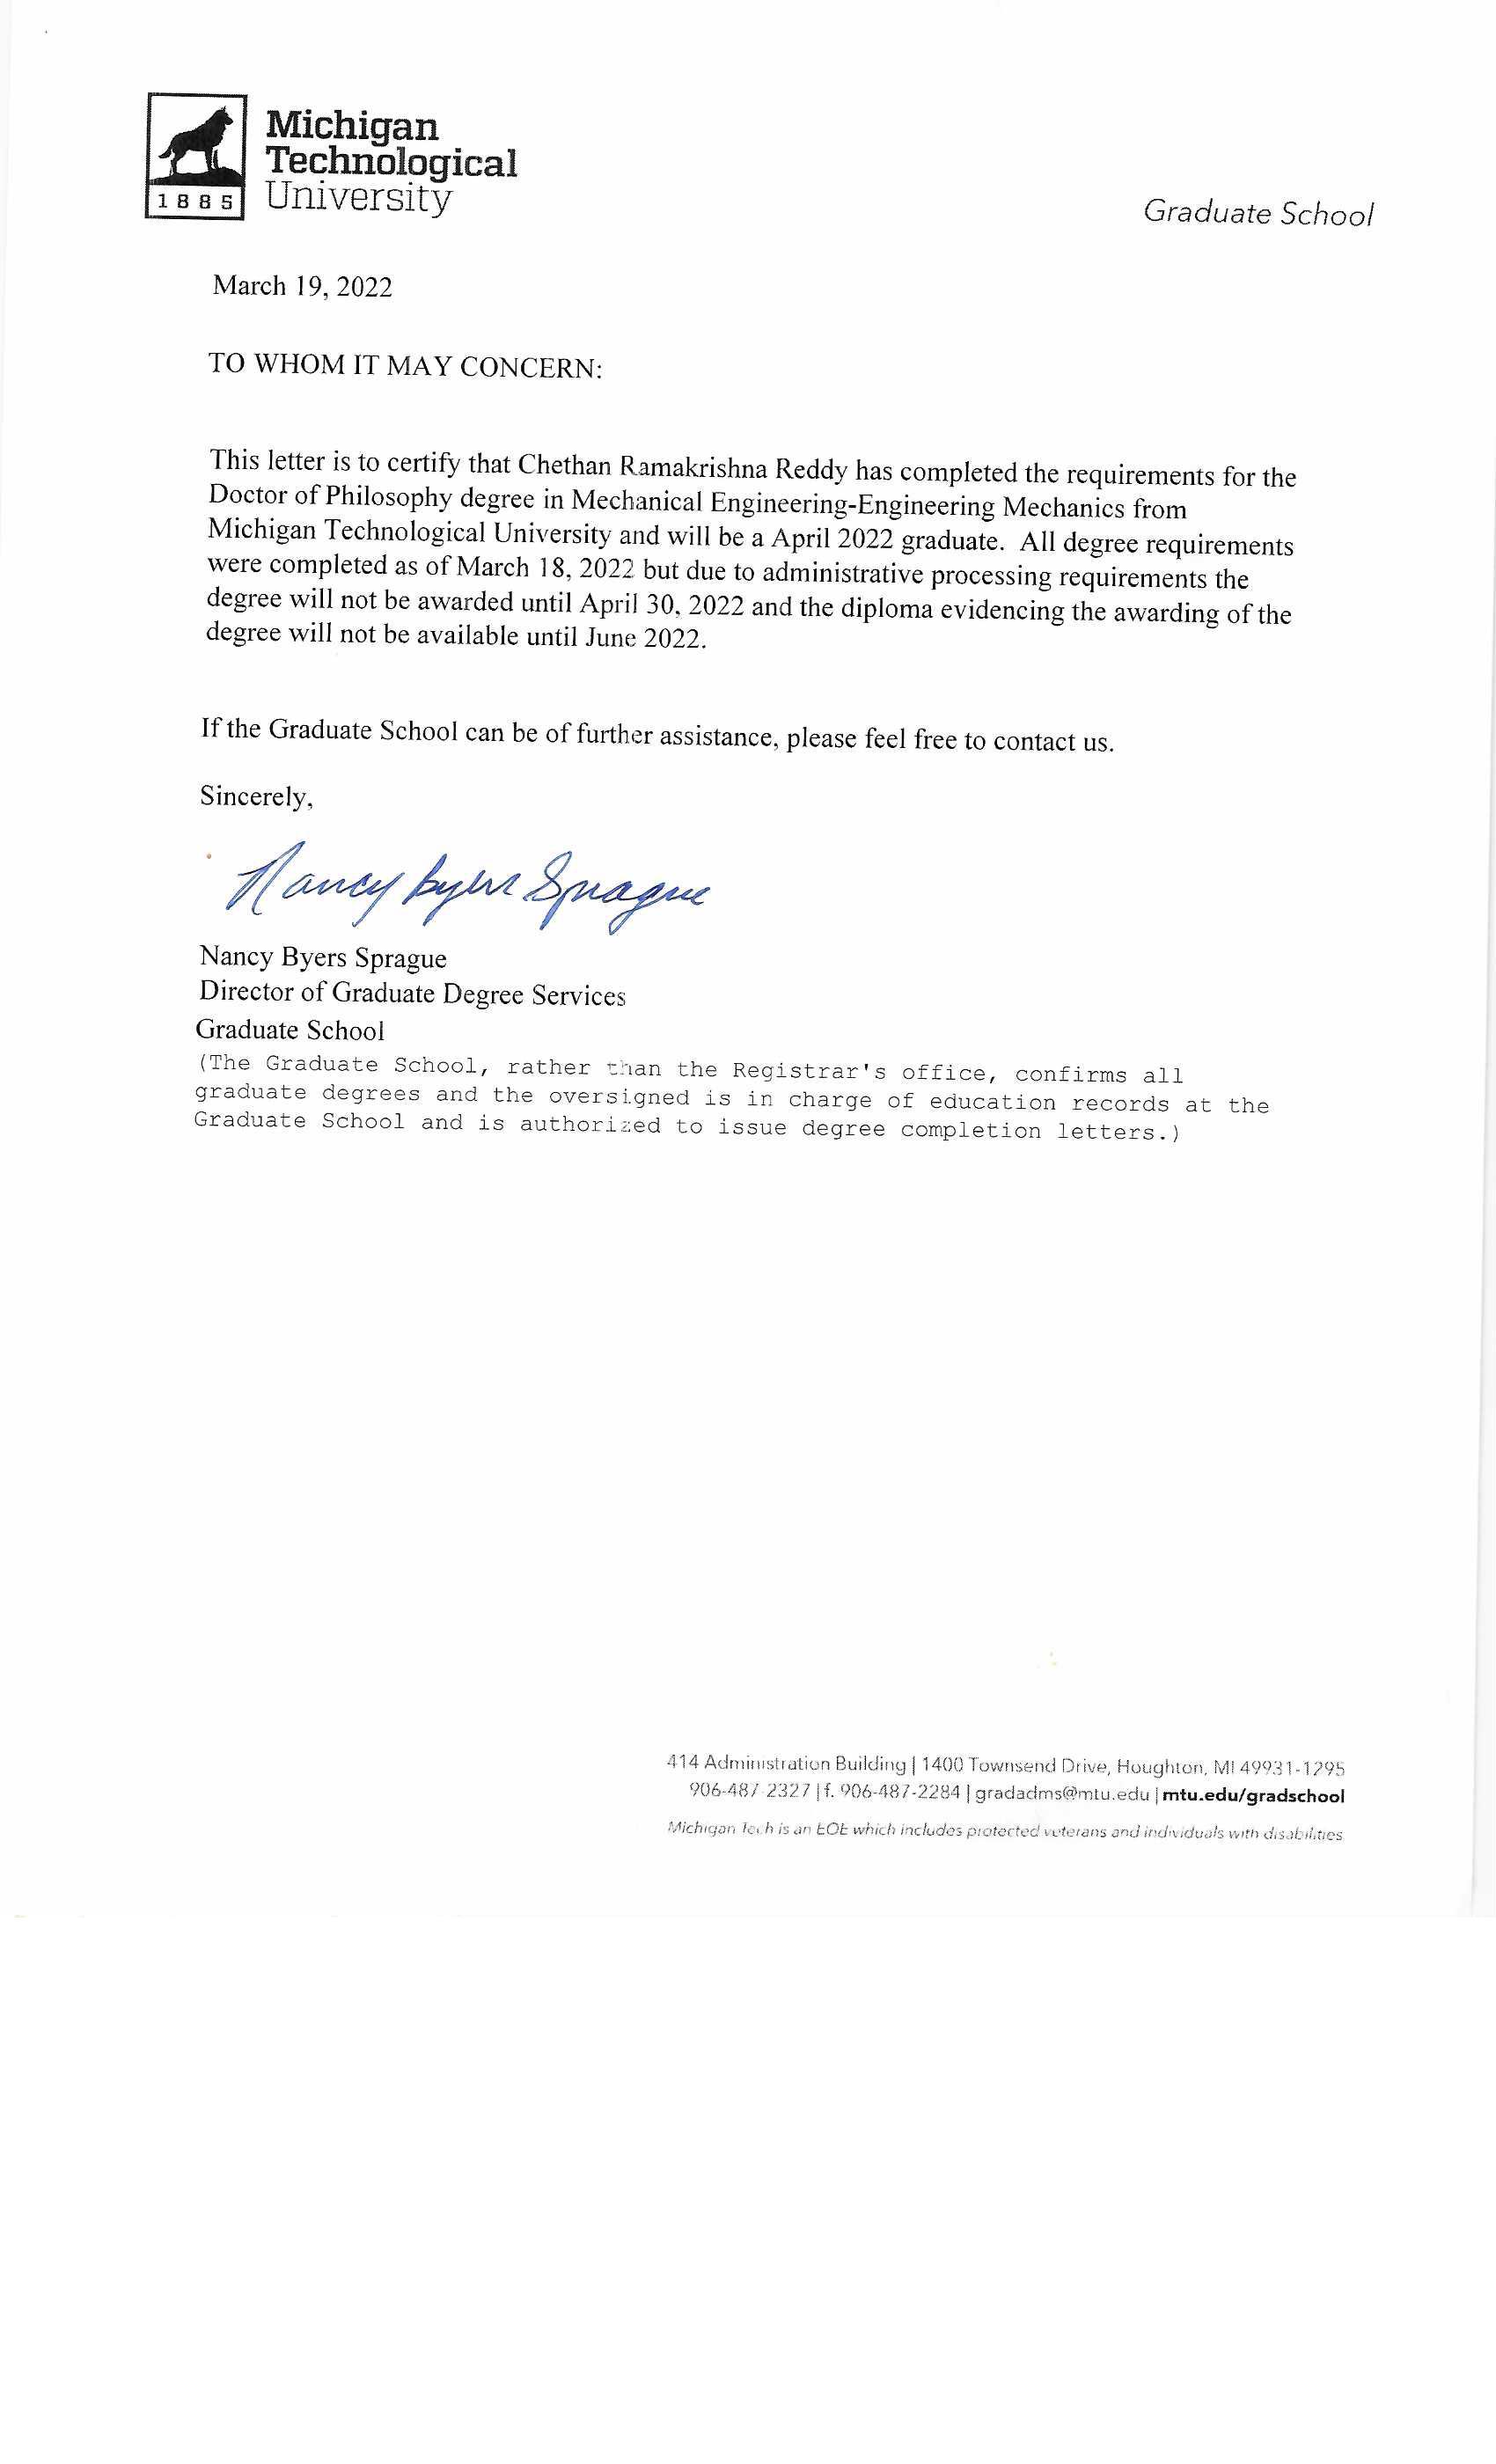 Michigan
Technological
University
1885
Graduate School
March 19, 2022
TO WHOM IT MAY CONCERN:
This letter is to certify that Chethan Ramakrishna Reddy has completed the requirements for the
Doctor of Philosophy degree in Mechanical Engineering-Engineering Mechanics from
Michigan Technological University and will be a April 2022 graduate. All degree requirements
were completed as of March 18, 2022 but due to administrative processing requirements the
degree will not be awarded until April 30, 2022 and the diploma evidencing the awarding of the
degree will not be available until June 2022.
If the Graduate School can be of further assistance, please feel free to contact us.
Sincerely,
Nancy Byers Sprague
Nancy Byers Sprague
Director of Graduate Degree Services
Graduate School
(The Graduate School, rather than the Registrar's office, confirms all
graduate degrees and the oversigned is in charge of education records at the
Graduate School and is authorized to issue degree completion letters.)
414 Administration Building | 1400 Townsend Drive, Houghton, MI 49931-1295
906-487-2327 | f. 906-487-2284 | gradadms@mtu.edu | mtu.edu/gradschool
Michigan Tech is an EOE which includes protected veterans and individuals with disabilities